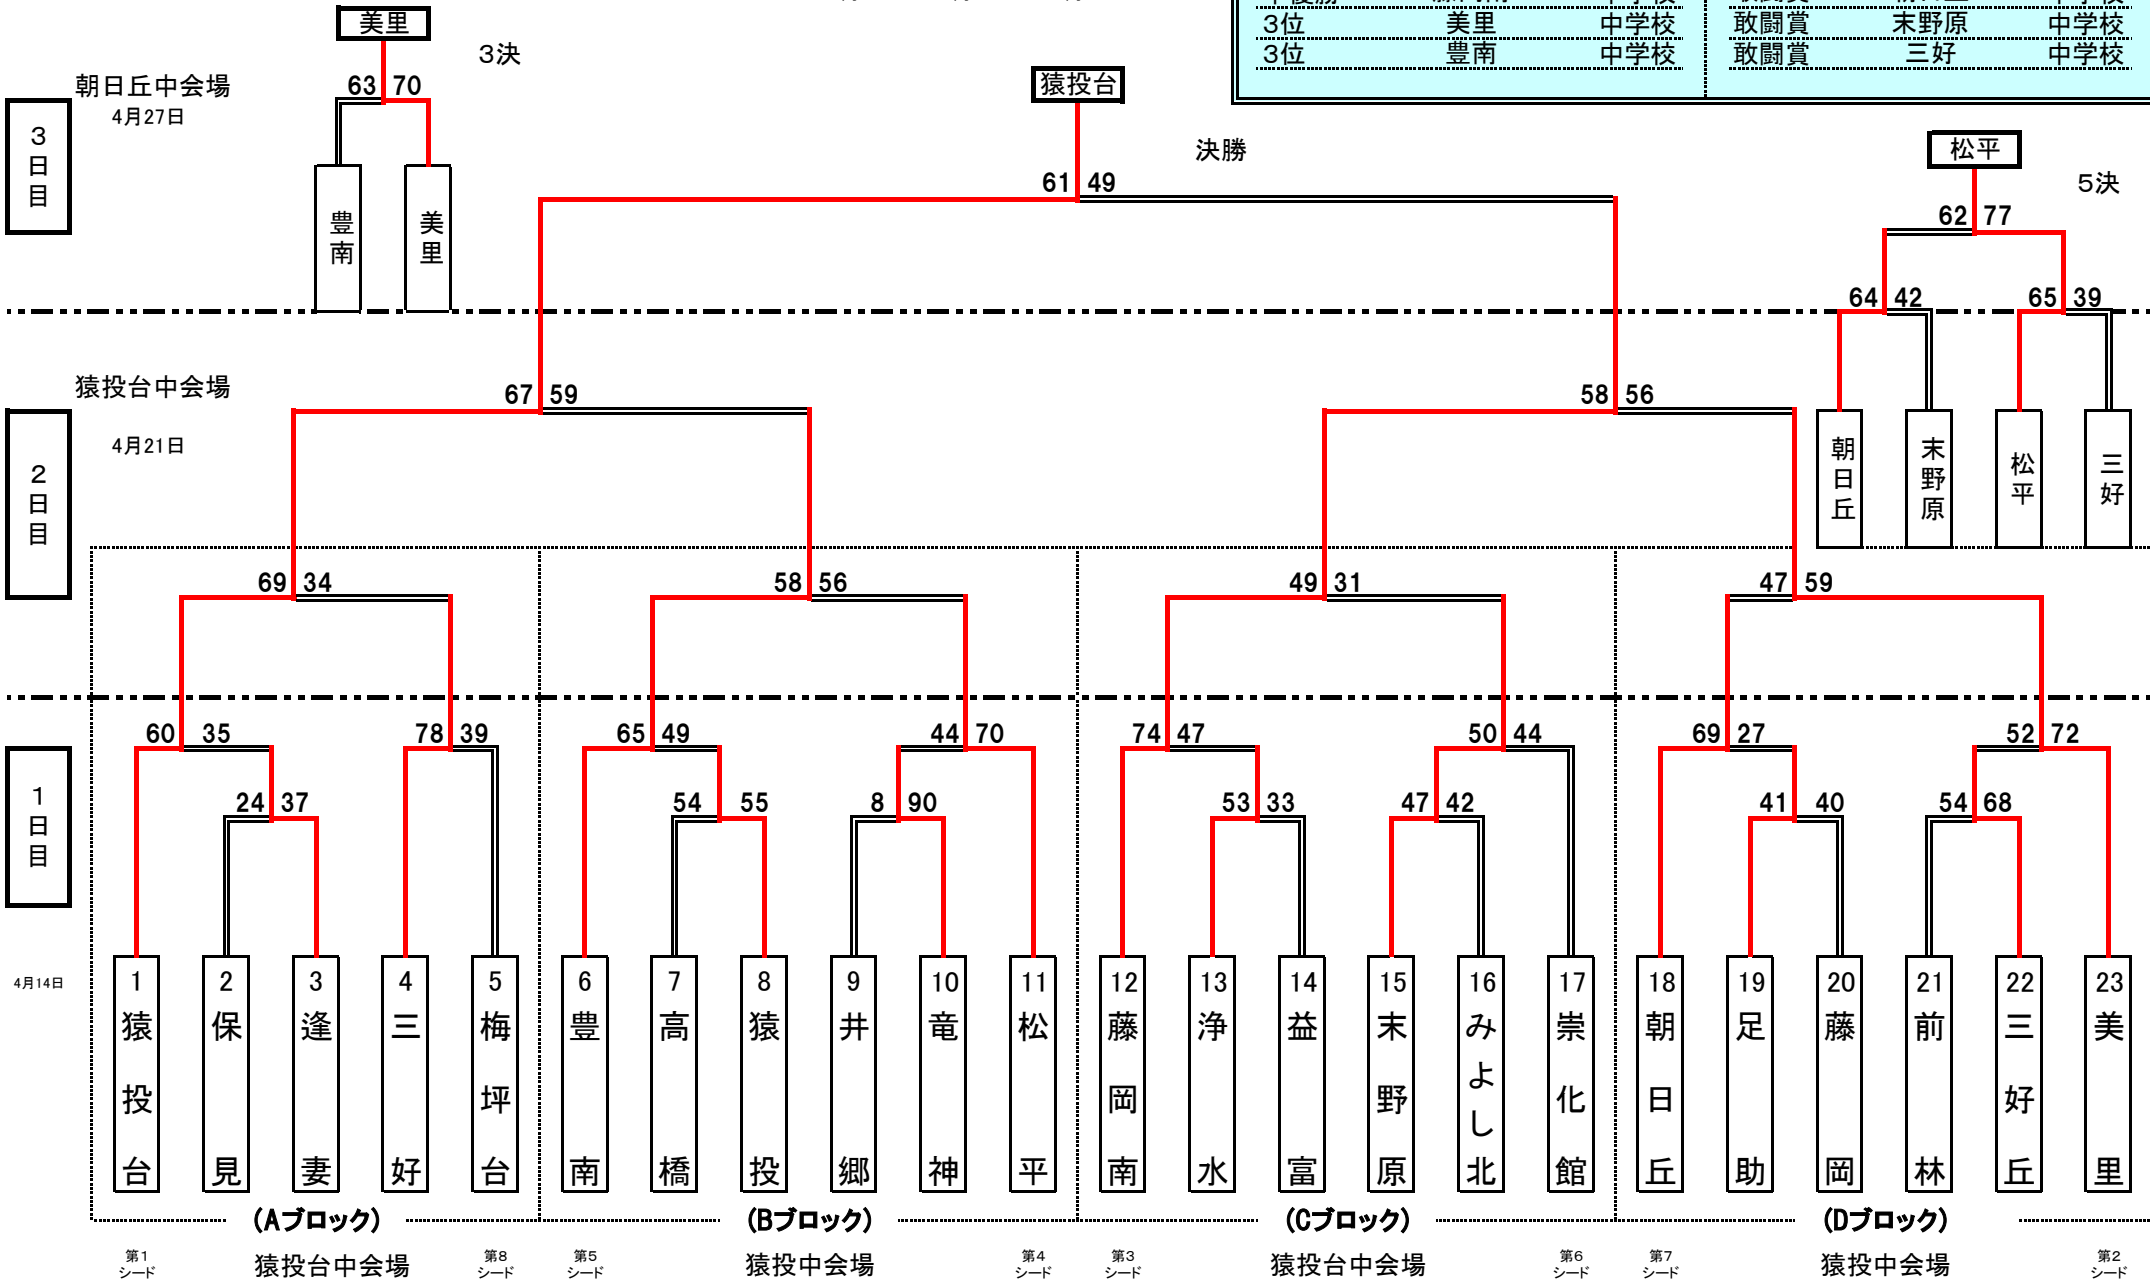 3位 美里 中学校 敢闘賞 末野原 中学校
3位 豊南 中学校 敢闘賞 三好 中学校
美里
3決
朝日丘中会場
4月27日
63 70
猿投台
3日目
決勝
松平
5決
61 49
豊南 美里
62 77
64 42 65 39
猿投台中会場
4月21日
67 59
58 56
2日目
朝日丘 末野原 松平 三好
69 34 58 56 49 31 47 59
60 35 78 39 65 49 44 70 74 47 50 44 69 27 52 72
1日目
24 37 54 55 8 90 53 33 47 42 41 40 54 68
4月14日
1 猿投台
2 保見
3 逢妻
4 三好
5 梅坪台
6 豊南
7 高橋
8 猿投
9 井郷
10 竜神
11 松平
12 藤岡南
13 浄水
14 益富
15 末野原
16 みよし北
17 崇化館
18 朝日丘
19 足助
20 藤岡
21 前林
22 三好丘
23 美里
(Aブロック) (Bブロック) (Cブロック) (Dブロック)
第1シード 猿投台中会場 第8シード 第5シード 猿投中会場 第4シード 第3シード 猿投台中会場 第6シード 第7シード 猿投中会場 第2シード